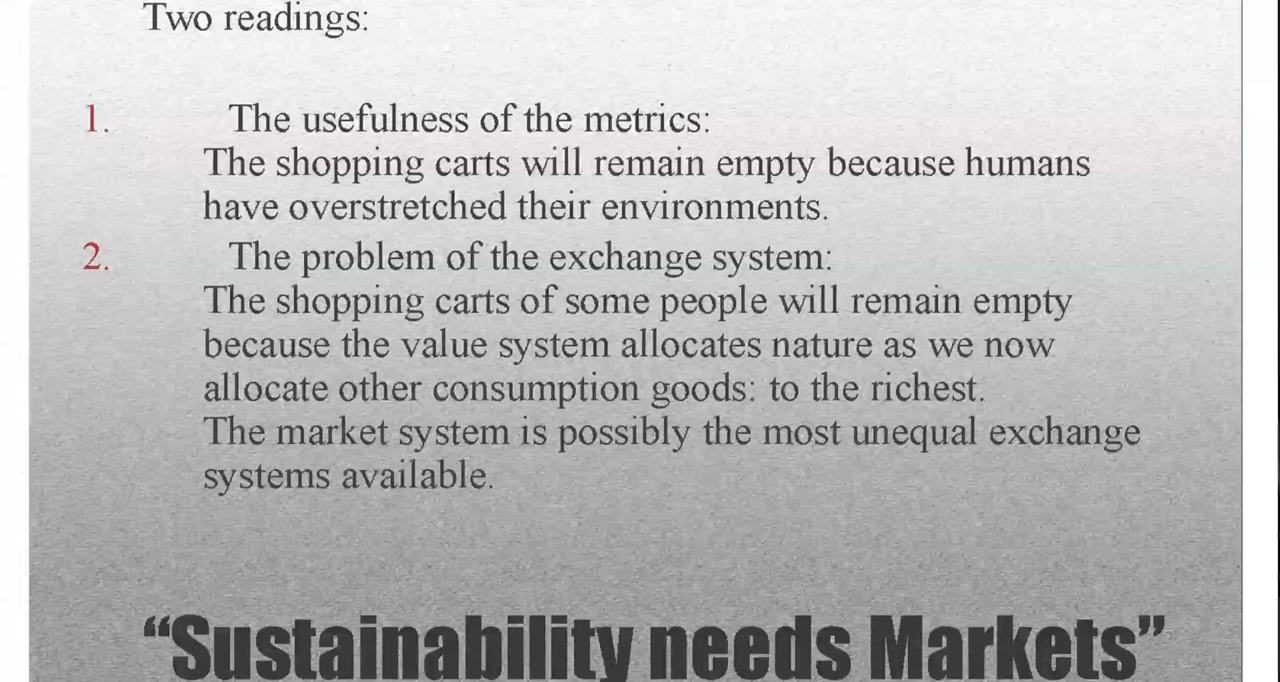 Two readings:
1. The usefulness of the metrics:
The shopping carts will remain empty because humans
have overstretched their environments.
2. The problem of the exchange system:
The shopping carts of some people will remain empty
because the value system allocates nature as we now
allocate other consumption goods: to the richest.
The market system is possibly the most unequal exchange
systems available.
“Sustainability needs Markets”